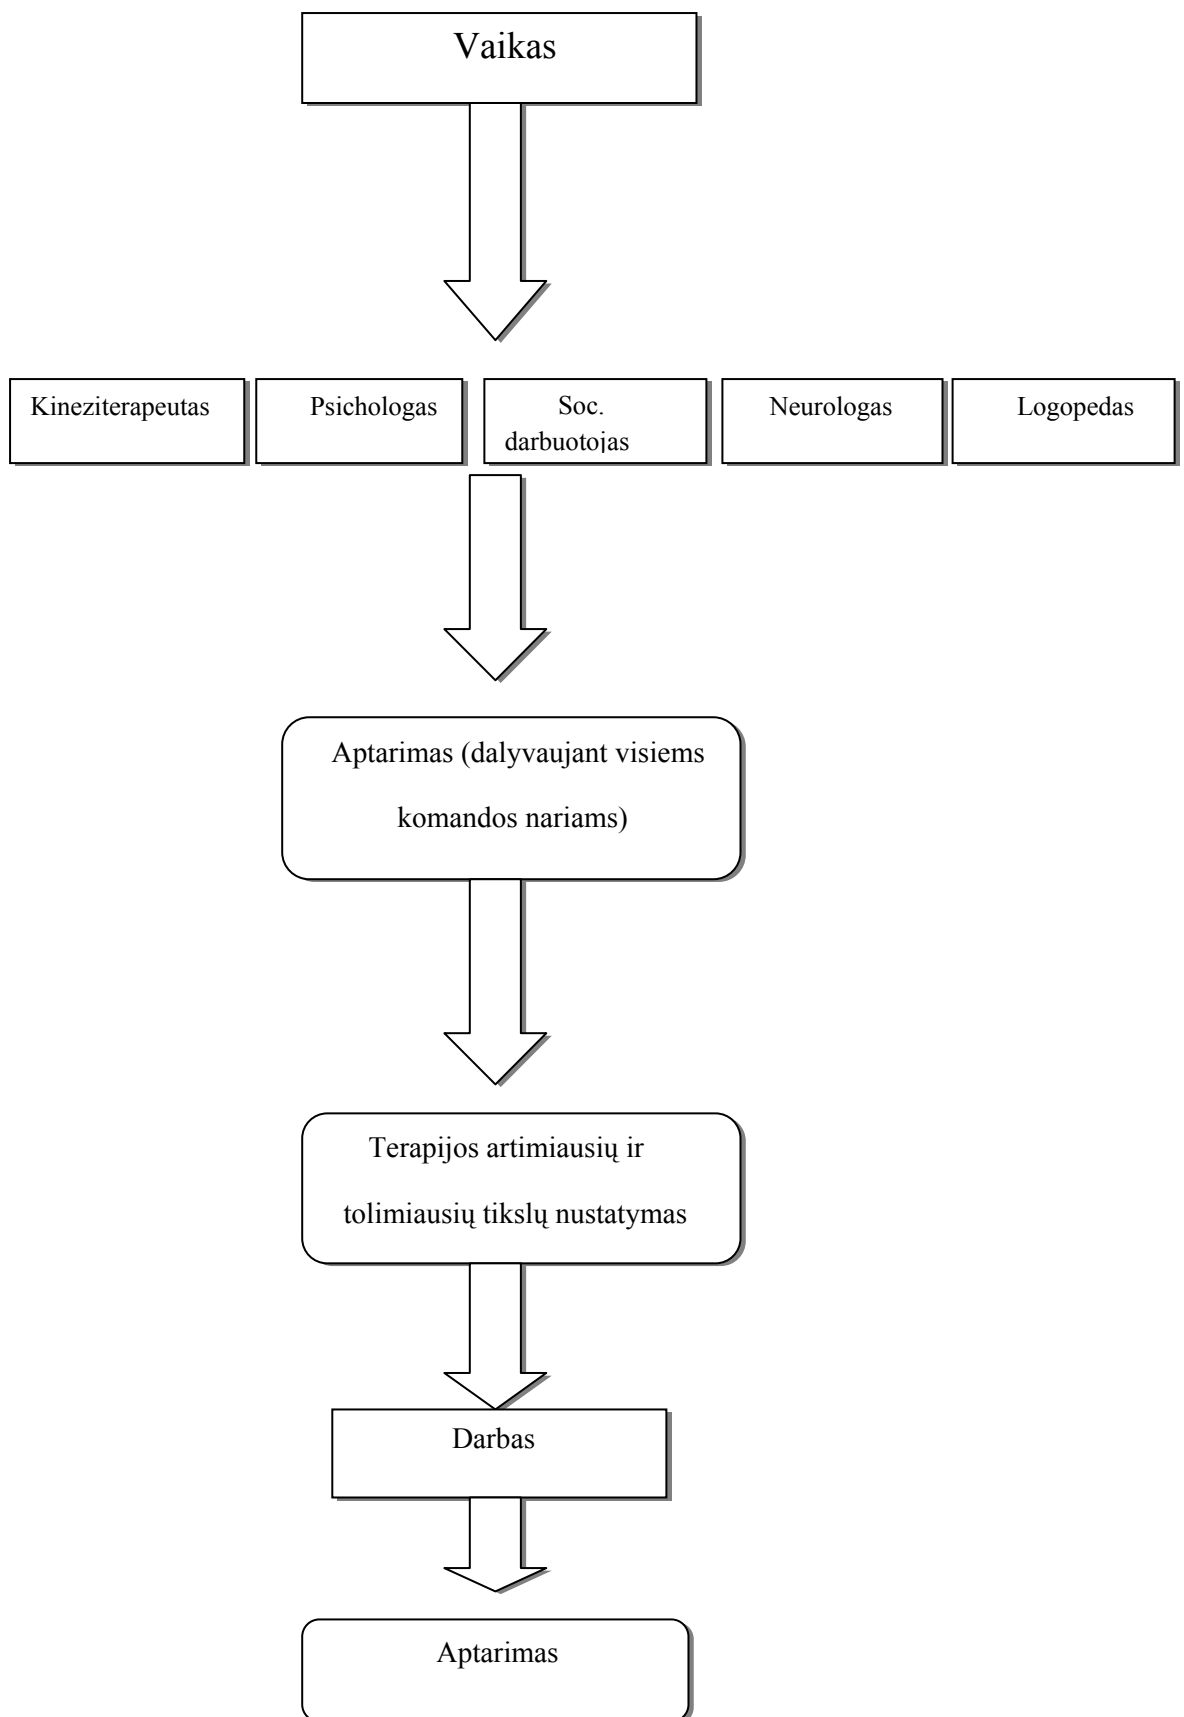 Vaikas
Kineziterapeutas
Psichologas
Soc.
darbuotojas
Neurologas
Logopedas
Aptarimas (dalyvaujant visiems
komandos nariams)
Terapijos artimiausių ir
tolimiausių tikslų nustatymas
Darbas
Aptarimas